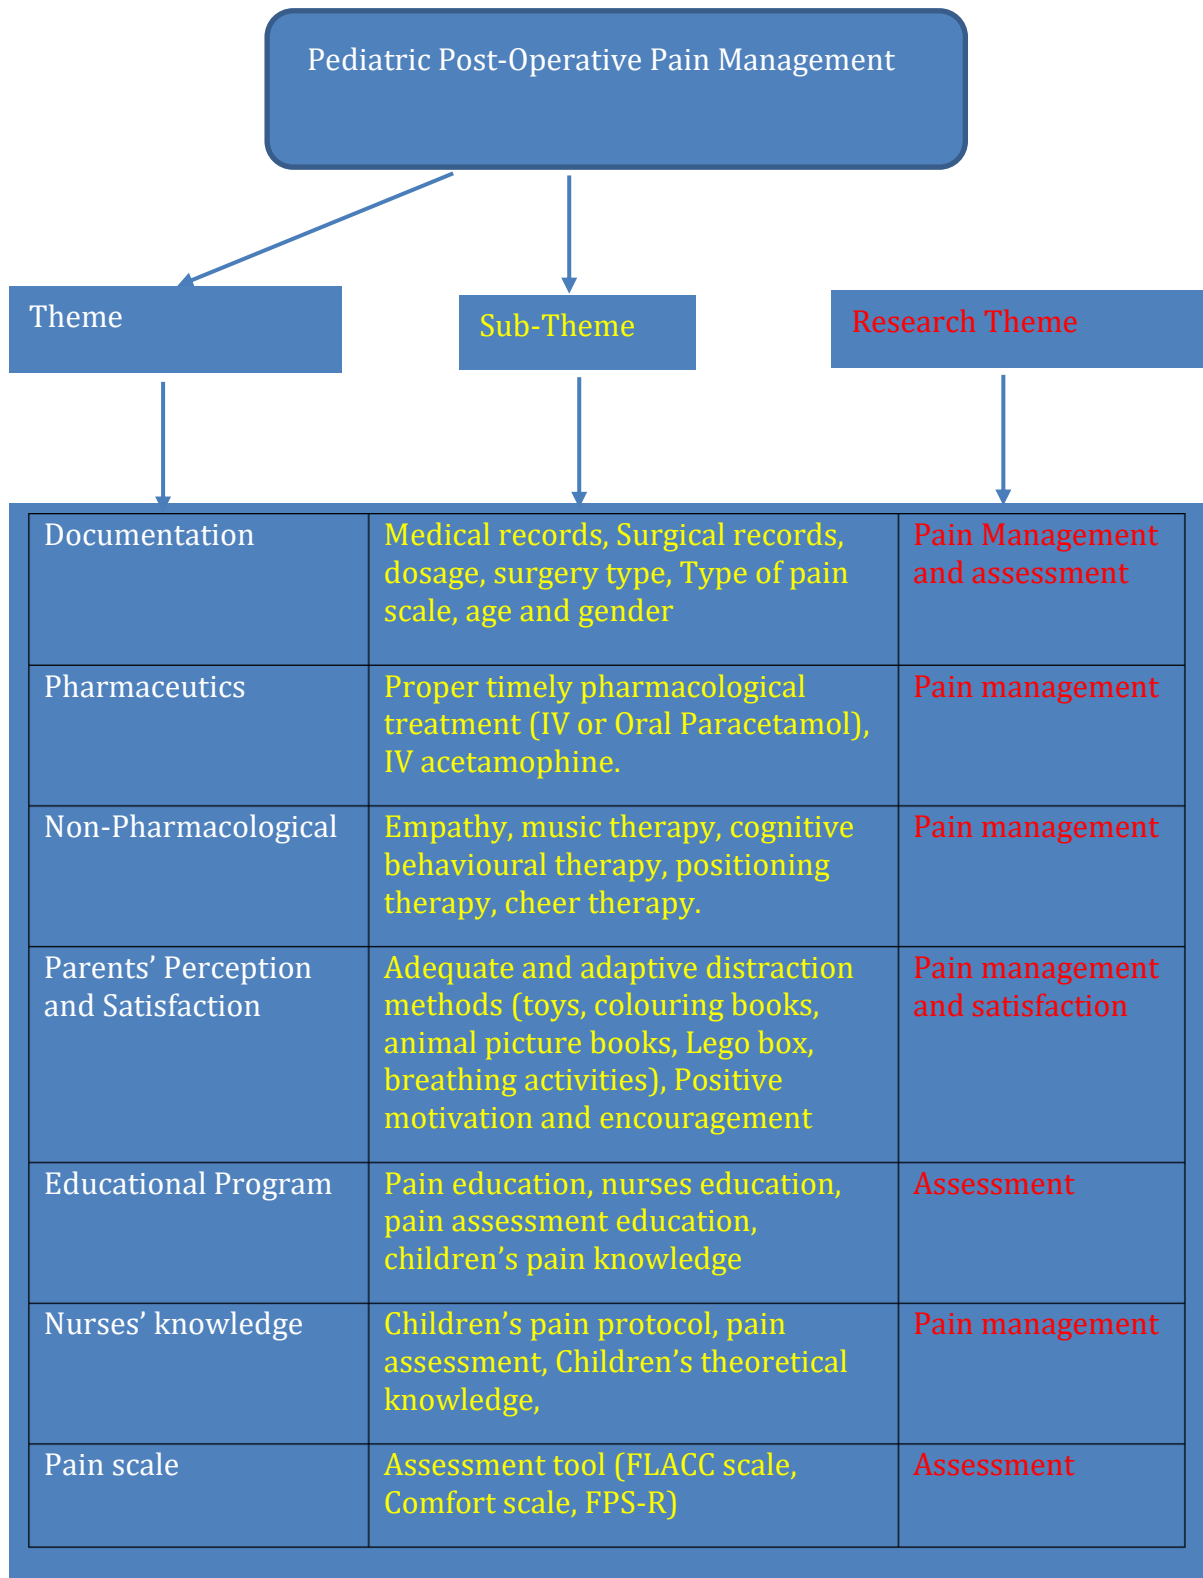 Pediatric Post-Operative Pain Management
Theme
Sub-Theme
Research Theme
Documentation
Medical records, Surgical records,
dosage, surgery type, Type of pain
scale, age and gender
Pain Management
and assessment
Pharmaceutics
Proper timely pharmacological
treatment (IV or Oral Paracetamol),
IV acetamophine.
Pain management
Non-Pharmacological
Empathy, music therapy, cognitive
behavioural therapy, positioning
therapy, cheer therapy.
Pain management
Parents’ Perception
and Satisfaction
Adequate and adaptive distraction
methods (toys, colouring books,
animal picture books, Lego box,
breathing activities), Positive
motivation and encouragement
Pain management
and satisfaction
Educational Program
Pain education, nurses education,
pain assessment education,
children’s pain knowledge
Assessment
Nurses’ knowledge
Children’s pain protocol, pain
assessment, Children’s theoretical
knowledge,
Pain management
Pain scale
Assessment tool (FLACC scale,
Comfort scale, FPS-R)
Assessment